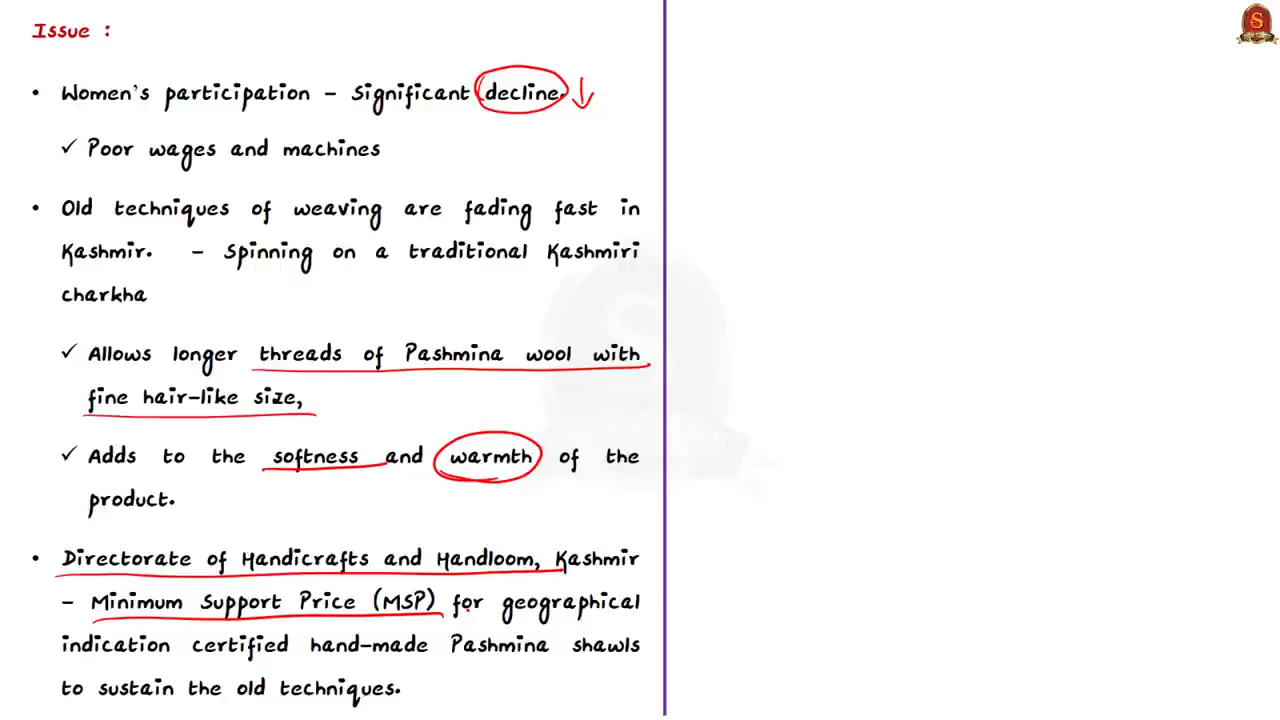 Issue :
• Women's participation – Significant decline.
✓ Poor wages and machines
• Old techniques of weaving are fading fast in
Kashmir. – Spinning on a traditional Kashmiri
charkha
✓ Allows longer threads of Pashmina wool with
fine hair-like size,
✓ Adds to the softness and warmth of the
product.
• Directorate of Handicrafts and Handloom, Kashmir
– Minimum Support Price (MSP) for geographical
indication certified hand-made Pashmina shawls
to sustain the old techniques.
S